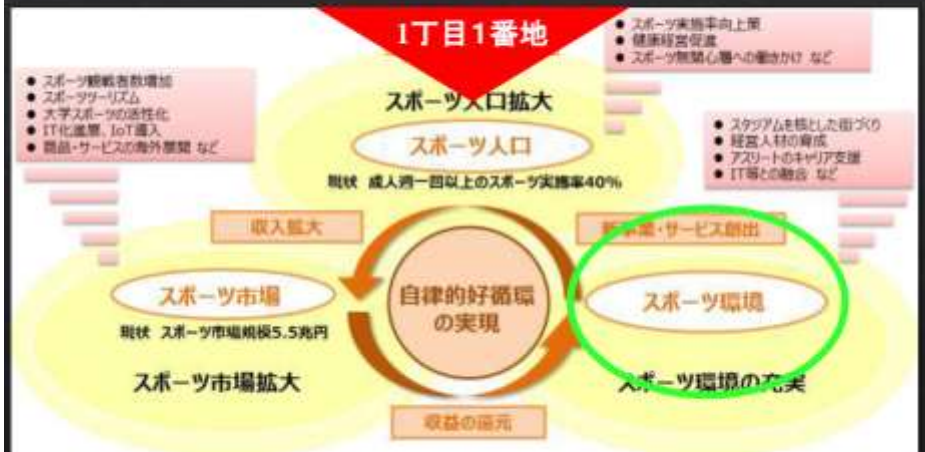 1丁目1番地
● スポーツ実施率向上策
● 健康経営促進
● スポーツ無関心層への働きかけ など
● スポーツ観戦者数増加
● スポーツツーリズム
● 大学スポーツの活性化
● IT化進展、IoT導入
● 商品・サービスの海外展開 など
スポーツ人口拡大
スポーツ人口
現状 成人週一回以上のスポーツ実施率40%
● スタジアムを核とした街づくり
● 経営人材の育成
● アスリートのキャリア支援
● IT等との融合 など
収入拡大
新事業・サービス創出
スポーツ市場
自律的好循環
の実現
スポーツ環境
現状 スポーツ市場規模5.5兆円
スポーツ市場拡大
スポーツ環境の充実
収益の還元